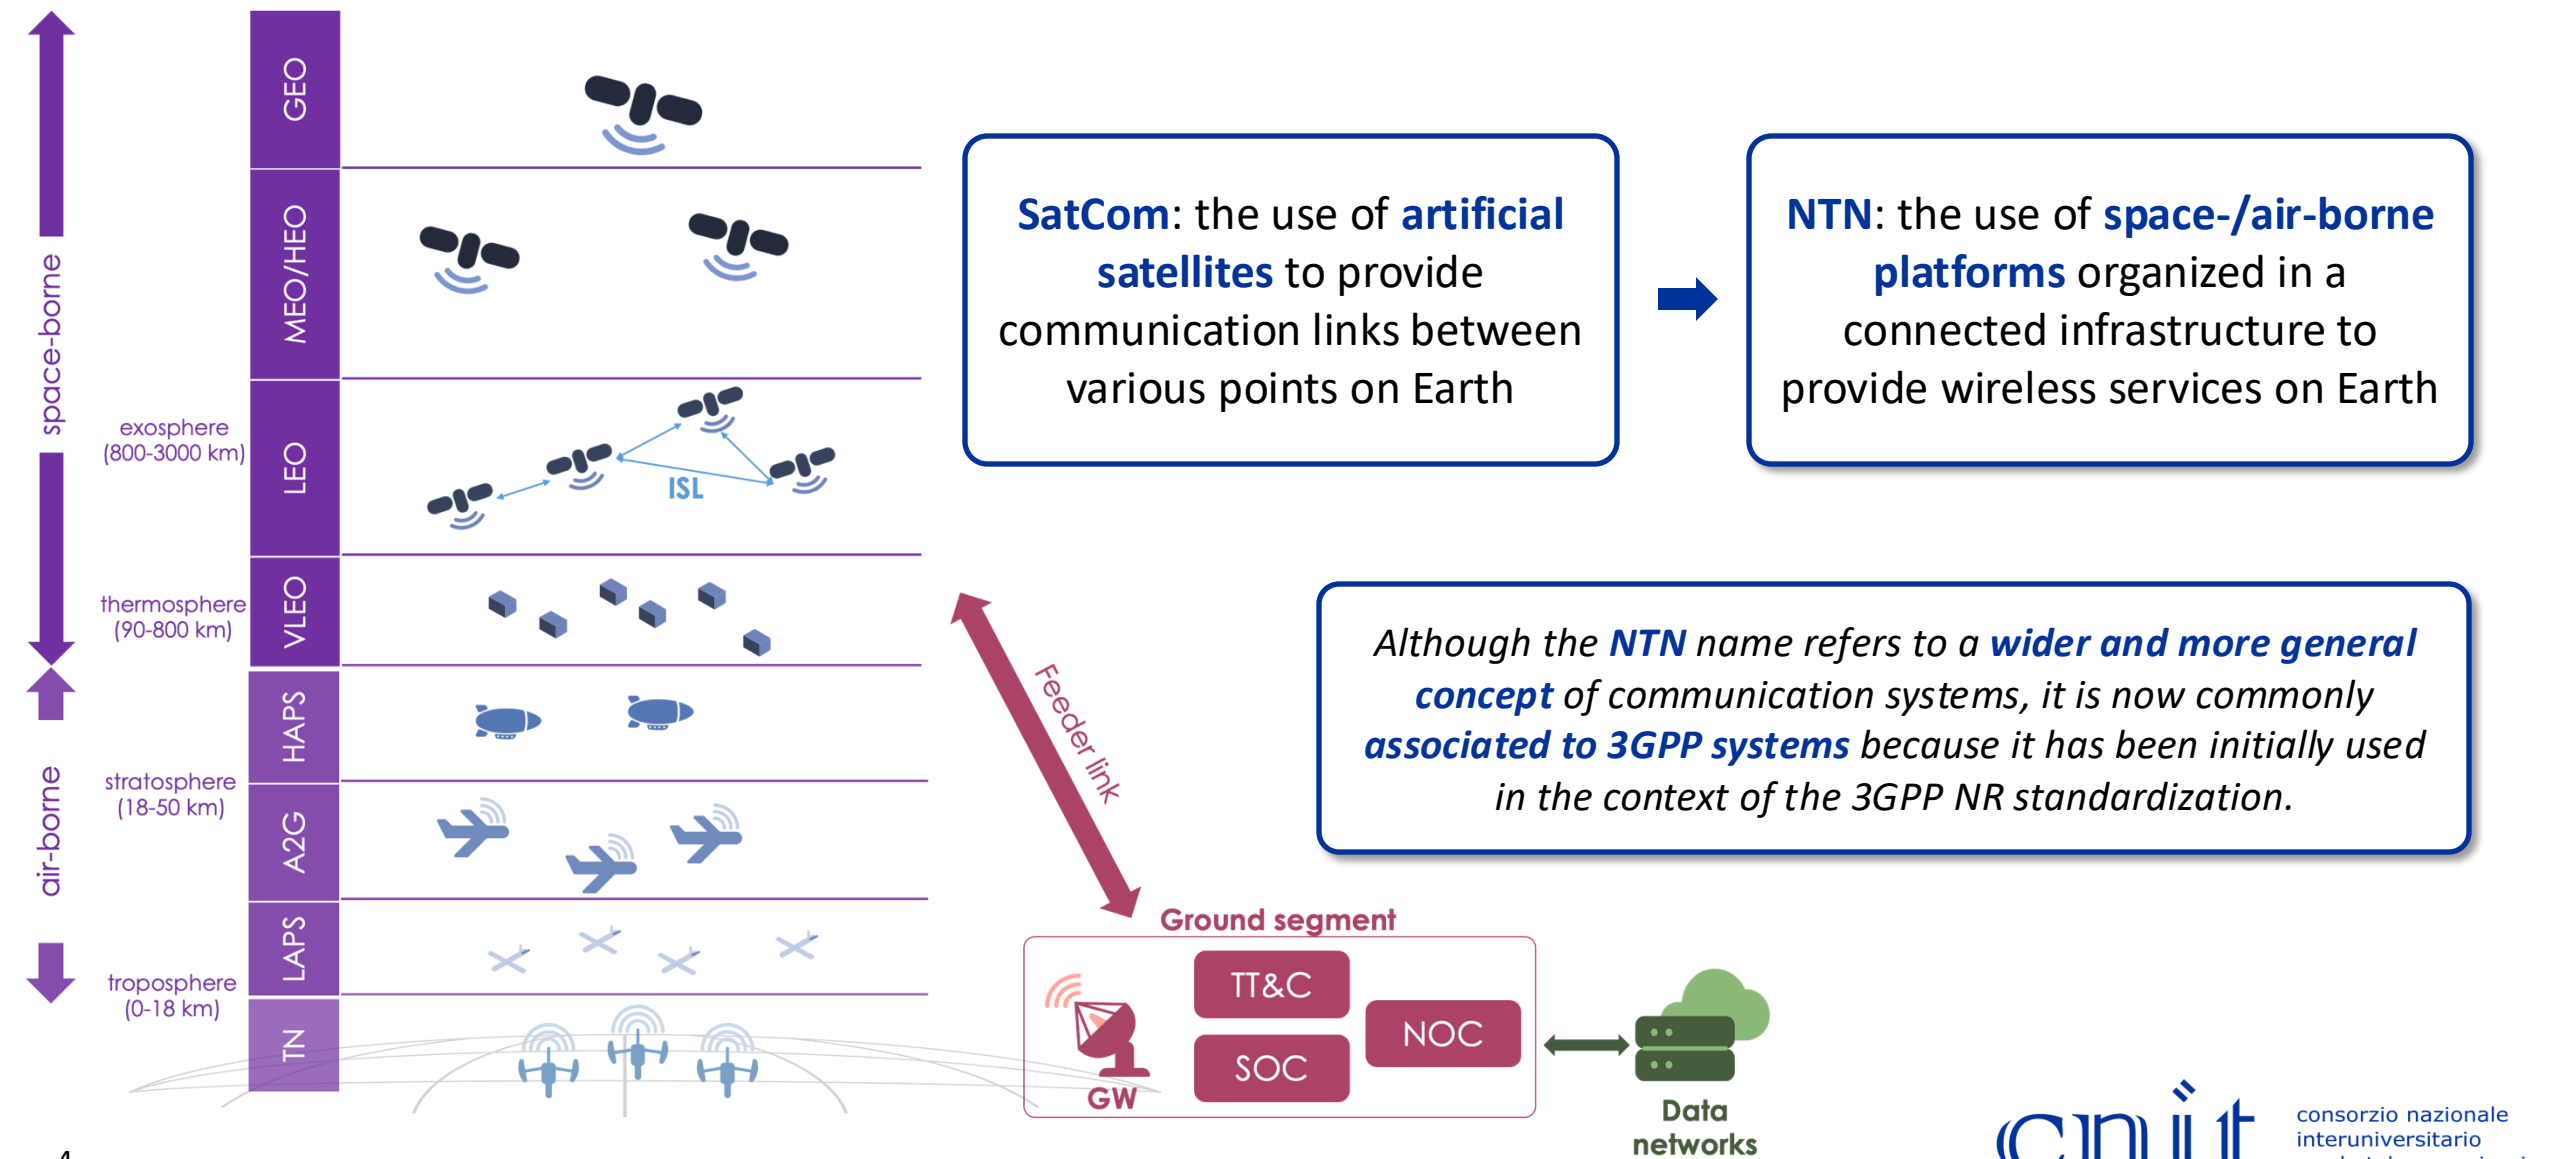 space-borne
air-borne
exosphere
(800-3000 km)
thermosphere
(90-800 km)
stratosphere
(18-50 km)
troposphere
(0-18 km)
GEO
MEO/HEO
LEO
VLEO
HAPS
A2G
LAPS
TN
ISL
SatCom: the use of artificial
satellites to provide
communication links between
various points on Earth
NTN: the use of space-/air-borne
platforms organized in a
connected infrastructure to
provide wireless services on Earth
Although the NTN name refers to a wider and more general
concept of communication systems, it is now commonly
associated to 3GPP systems because it has been initially used
in the context of the 3GPP NR standardization.
Feeder link
Ground segment
TT&C
SOC
NOC
GW
Data
networks
cnit
consorzio nazionale
interuniversitario